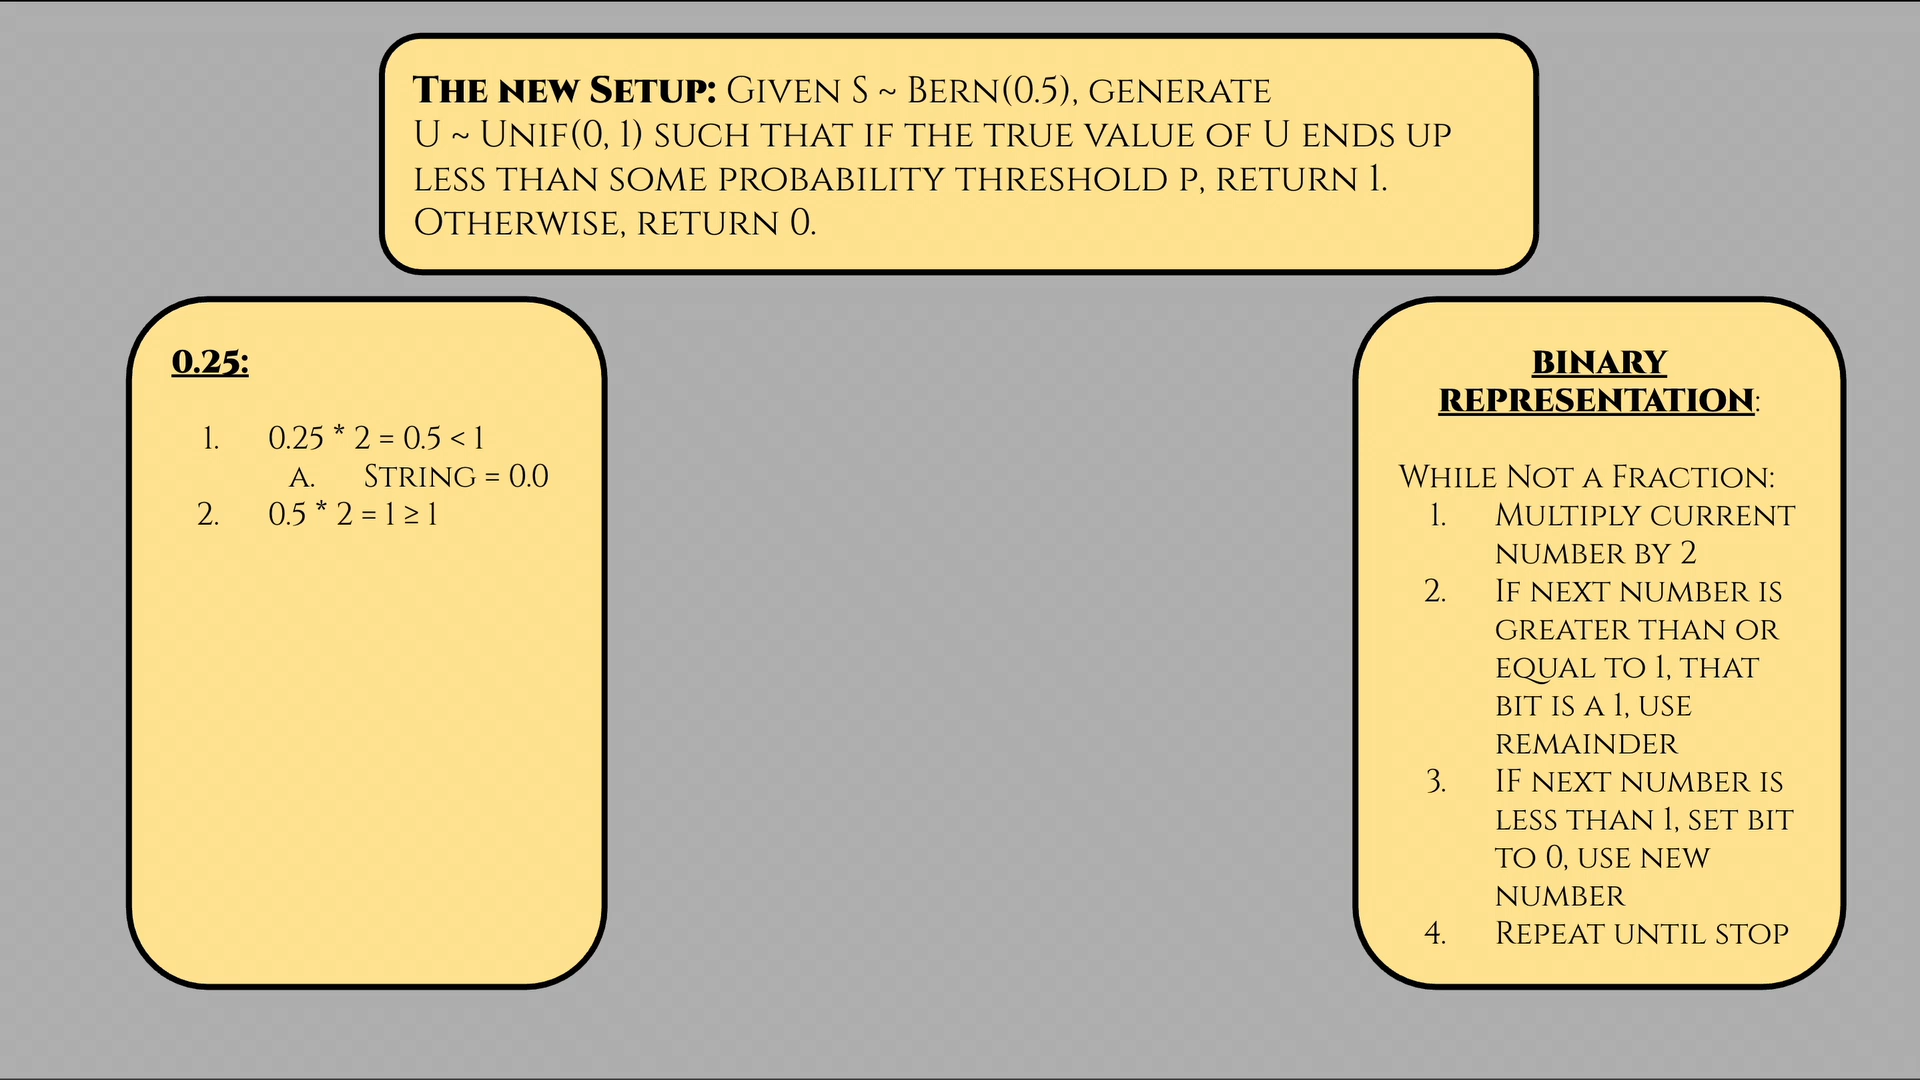 The new Setup: Given S ~ Bern(0.5), generate
U ~ Unif(0, 1) such that if the true value of U ends up
less than some probability threshold p, return 1.
Otherwise, return 0.
0.25:
1. 0.25 * 2 = 0.5 < 1
A. String = 0.0
2. 0.5 * 2 = 1 ≥ 1
BINARY
REPRESENTATION:
While Not a Fraction:
1. Multiply current
number by 2
2. If next number is
greater than or
equal to 1, that
bit is a 1, use
remainder
3. IF next number is
less than 1, set bit
to 0, use new
number
4. Repeat until stop